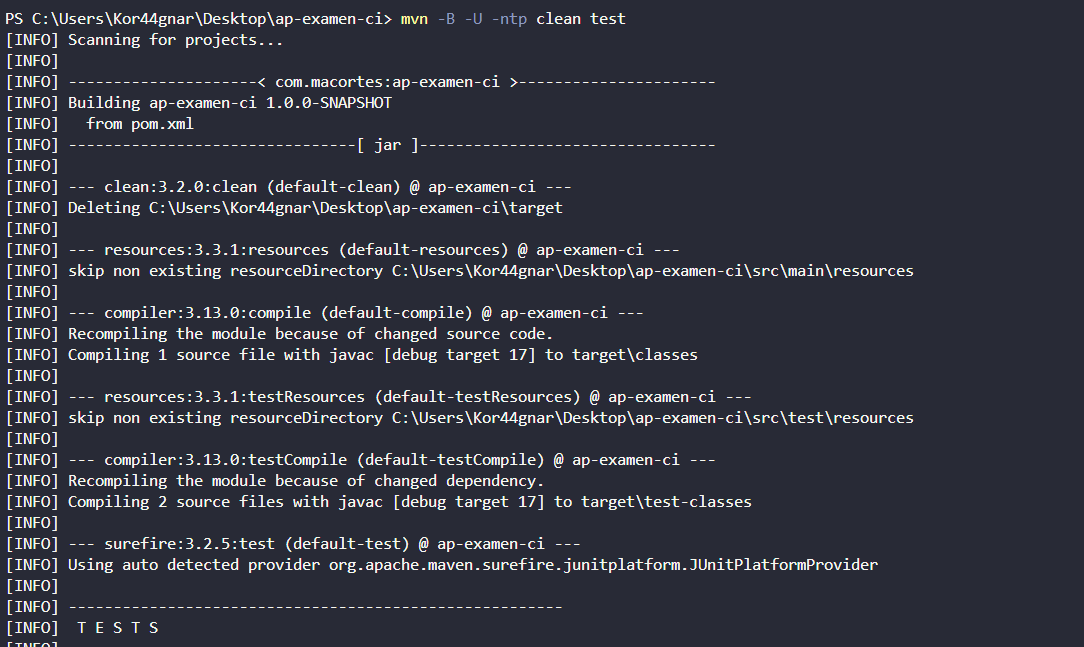 PS C:\Users\Kor44gnar\Desktop\ap-examen-ci> mvn -B -U -ntp clean test
[INFO] Scanning for projects...
[INFO]
[INFO] ---------------------< com.macortes:ap-examen-ci >----------------------
[INFO] Building ap-examen-ci 1.0.0-SNAPSHOT
[INFO]   from pom.xml
[INFO] --------------------------------[ jar ]---------------------------------
[INFO]
[INFO] --- clean:3.2.0:clean (default-clean) @ ap-examen-ci ---
[INFO] Deleting C:\Users\Kor44gnar\Desktop\ap-examen-ci\target
[INFO]
[INFO] --- resources:3.3.1:resources (default-resources) @ ap-examen-ci ---
[INFO] skip non existing resourceDirectory C:\Users\Kor44gnar\Desktop\ap-examen-ci\src\main\resources
[INFO]
[INFO] --- compiler:3.13.0:compile (default-compile) @ ap-examen-ci ---
[INFO] Recompiling the module because of changed source code.
[INFO] Compiling 1 source file with javac [debug target 17] to target\classes
[INFO]
[INFO] --- resources:3.3.1:testResources (default-testResources) @ ap-examen-ci ---
[INFO] skip non existing resourceDirectory C:\Users\Kor44gnar\Desktop\ap-examen-ci\src\test\resources
[INFO]
[INFO] --- compiler:3.13.0:testCompile (default-testCompile) @ ap-examen-ci ---
[INFO] Recompiling the module because of changed dependency.
[INFO] Compiling 2 source files with javac [debug target 17] to target\test-classes
[INFO]
[INFO] --- surefire:3.2.5:test (default-test) @ ap-examen-ci ---
[INFO] Using auto detected provider org.apache.maven.surefire.junitplatform.JUnitPlatformProvider
[INFO]
[INFO] -------------------------------------------------------
[INFO]  T E S T S
[INFO]